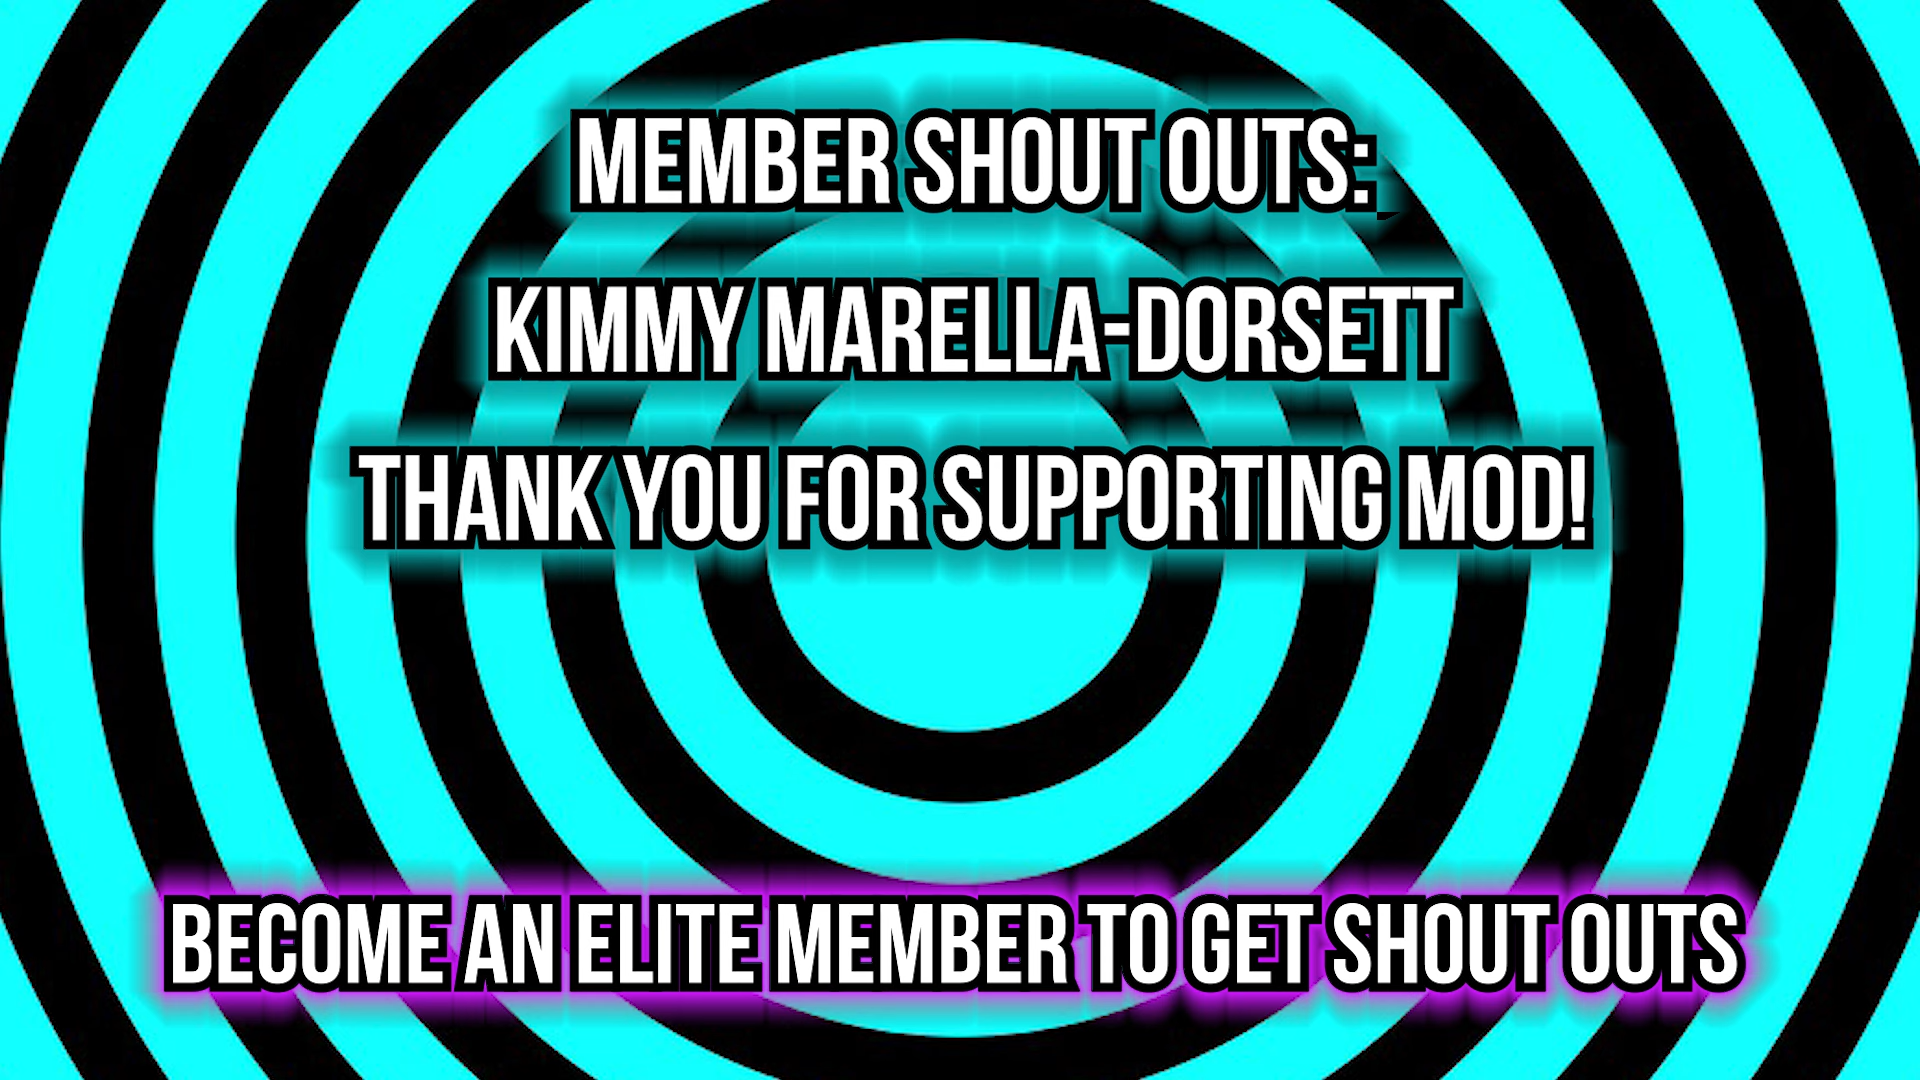 MEMBER SHOUT OUTS:
KIMMY MARELLA-DORSETT
THANK YOU FOR SUPPORTING MOD!
BECOME AN ELITE MEMBER TO GET SHOUT OUTS